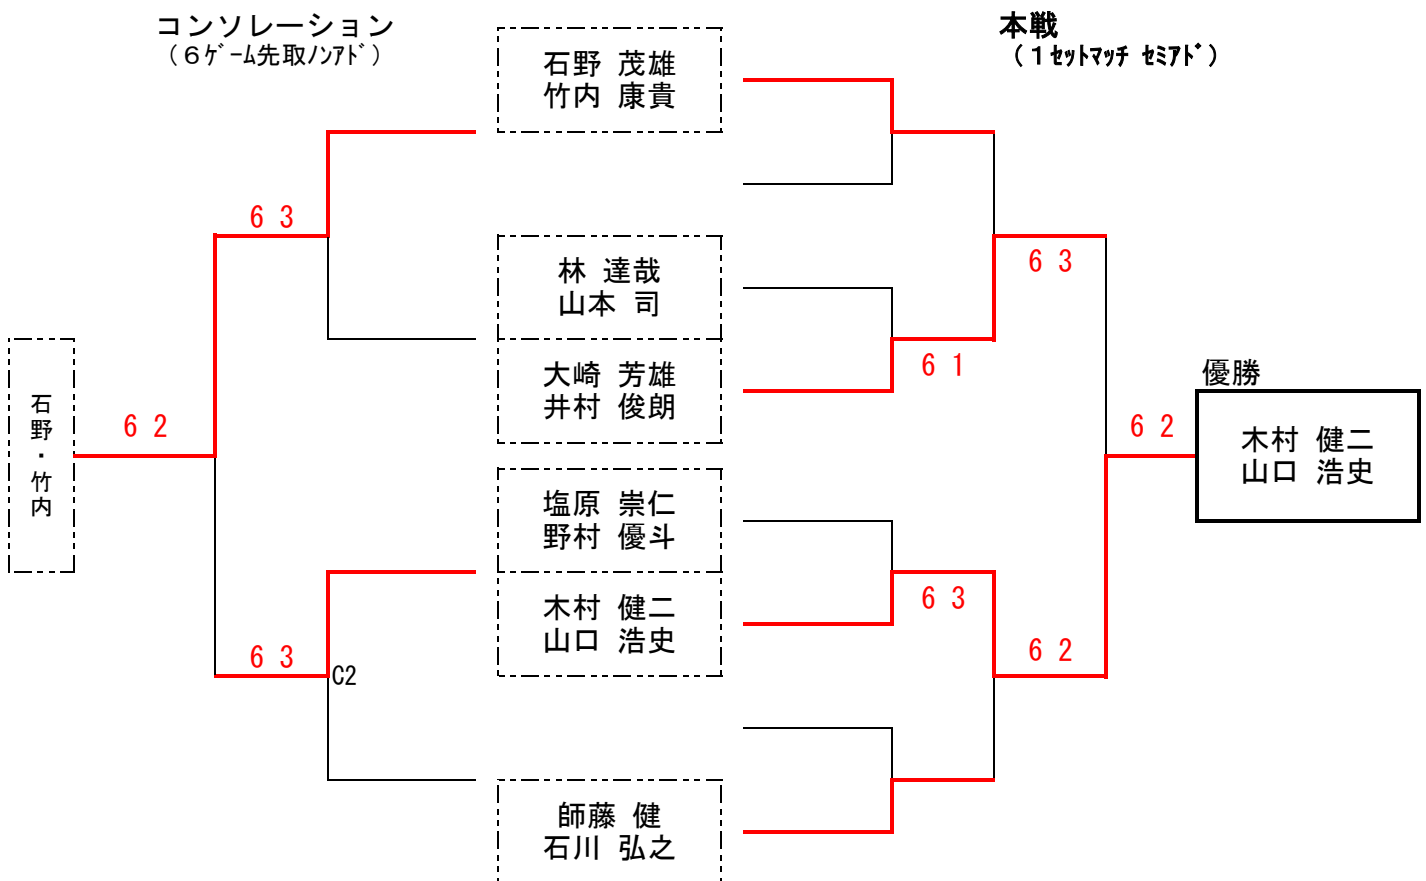 コンソレーション
（６ｹﾞｰﾑ先取ﾉﾝｱﾄﾞ）
本戦
（１ｾｯﾄﾏｯﾁ ｾﾐｱﾄﾞ）
石野 茂雄
竹内 康貴
林 達哉
山本 司
大崎 芳雄
井村 俊朗
塩原 崇仁
野村 優斗
木村 健二
山口 浩史
師藤 健
石川 弘之
6 3
6 3
C2
6 2
石野・竹内
6 1
6 3
6 3
6 2
6 2
優勝
木村 健二
山口 浩史